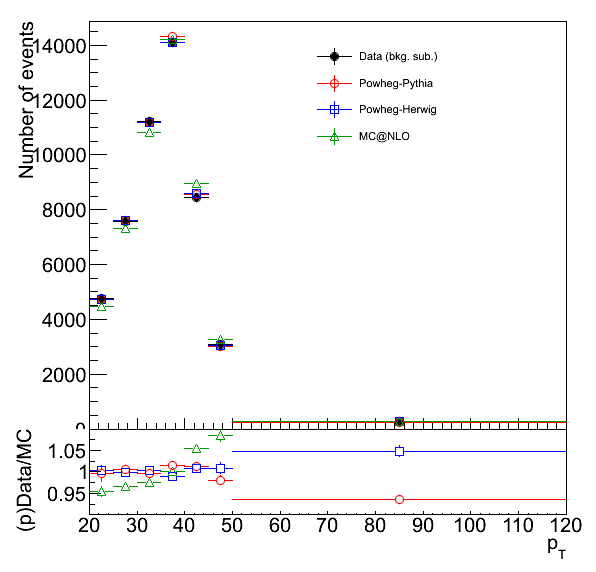 Number of events
14000
12000
10000
8000
6000
4000
2000
0
Data (bkg. sub.)
Powheg-Pythia
Powheg-Herwig
MC@NLO
(p)Data/MC
1.05
1
0.95
20 30 40 50 60 70 80 90 100 110 120
p_T